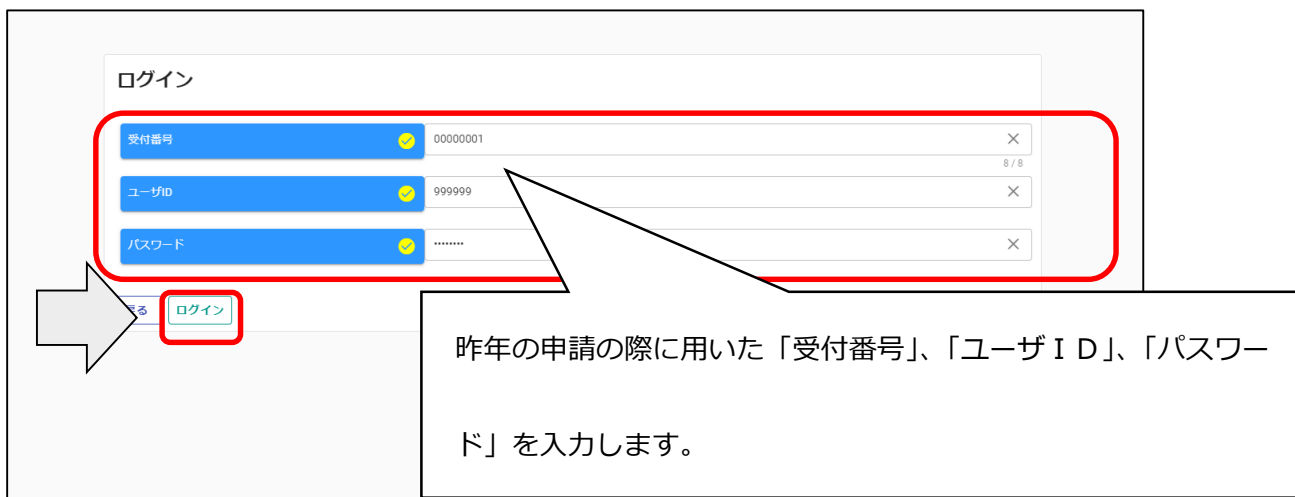 ログイン
受付番号
00000001
8 / 8
ユーザID
999999
パスワード
········
る
ログイン
昨年の申請の際に用いた「受付番号」、「ユーザＩＤ」、「パスワー
ド」を入力します。